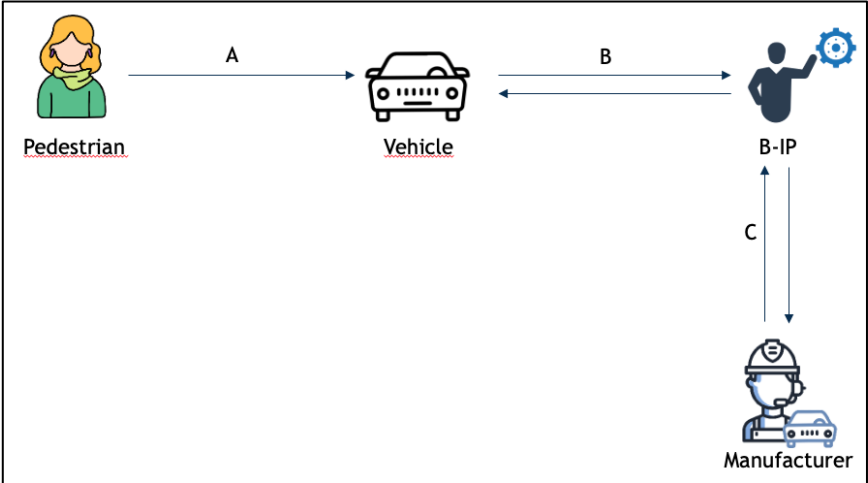 A
B
Pedestrian
Vehicle
B-IP
C
Manufacturer